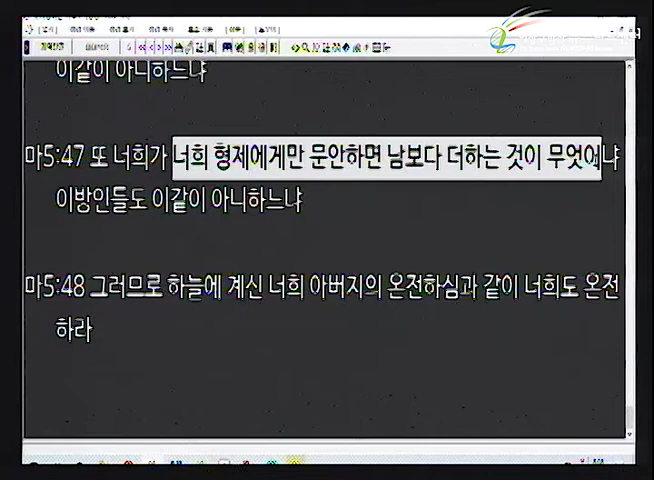 이같이 아니하느냐
마5:47 또 너희가 너희 형제에게만 문안하면 남보다 더하는 것이 무엇이냐
이방인들도 이같이 아니하느냐
마5:48 그러므로 하늘에 계신 너희 아버지의 온전하심과 같이 너희도 온전
하라